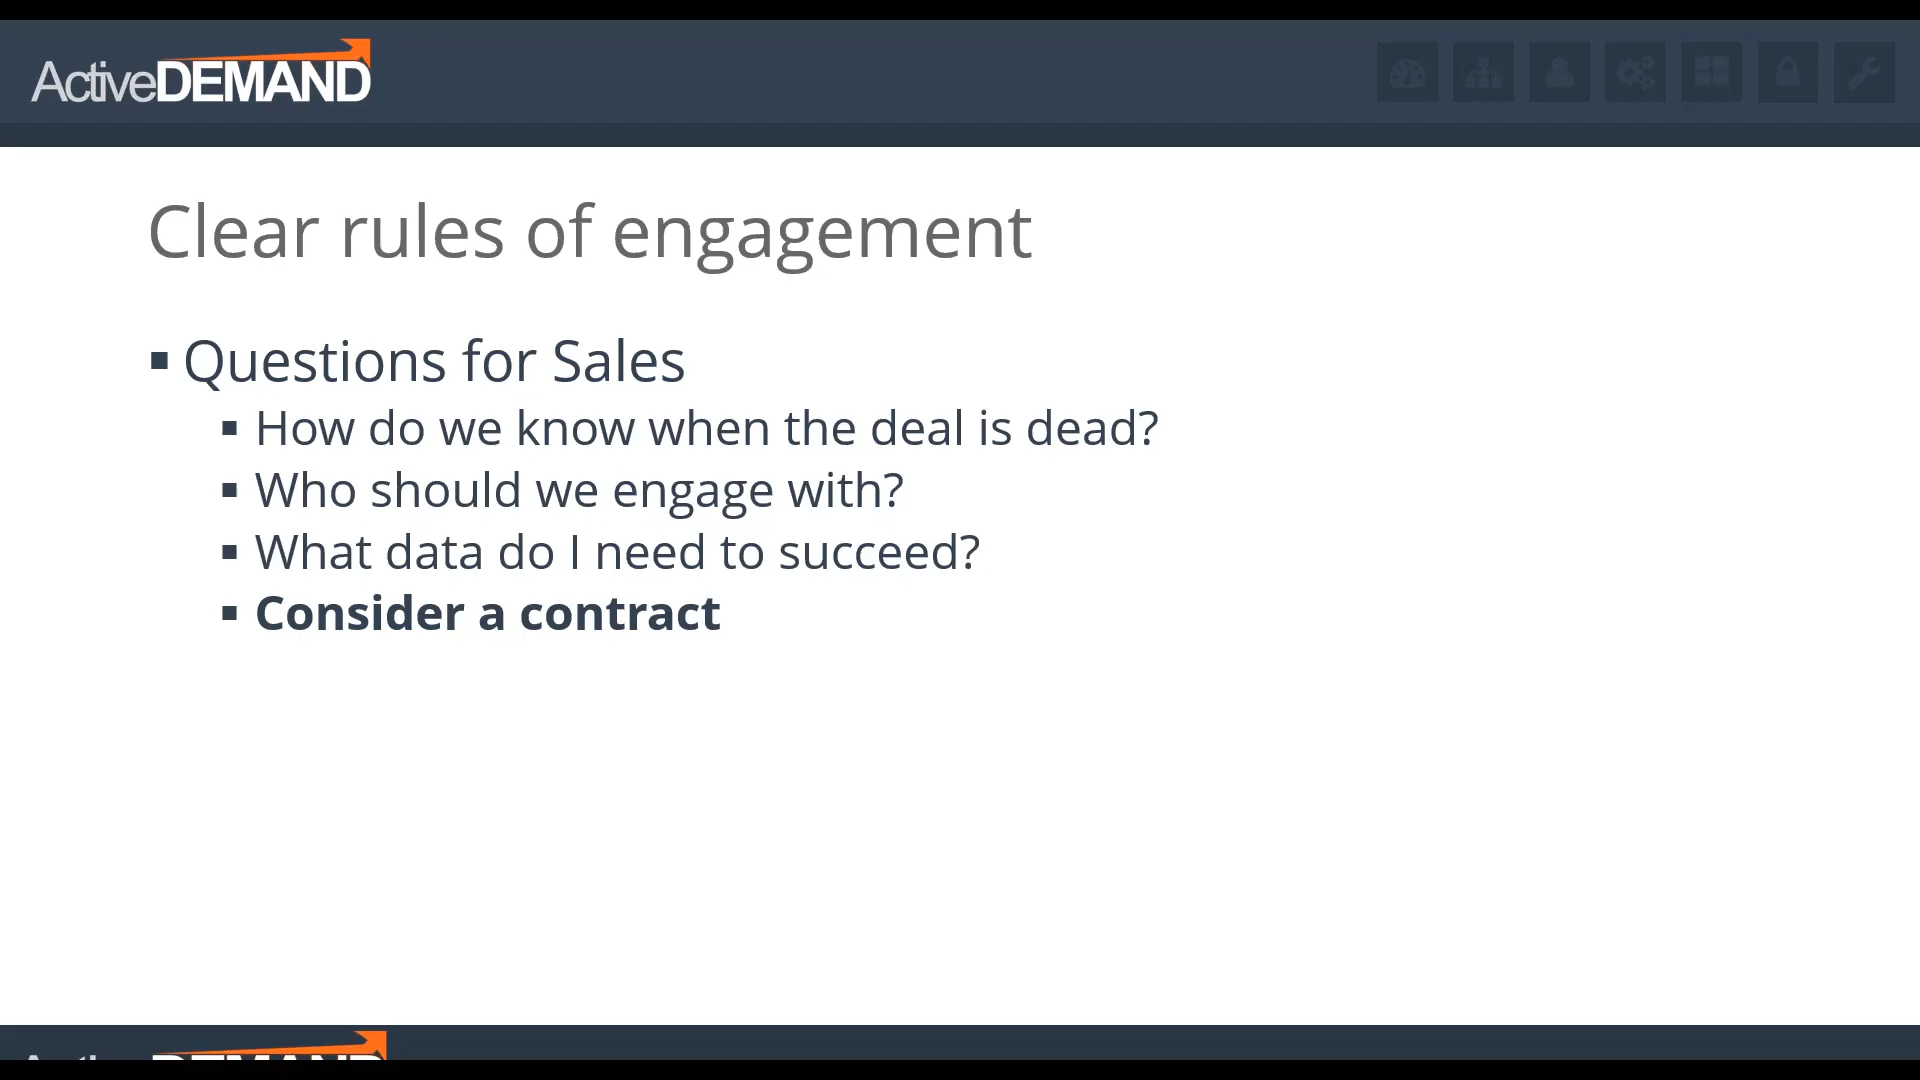 ActiveDEMAND
Clear rules of engagement
Questions for Sales
How do we know when the deal is dead?
Who should we engage with?
What data do I need to succeed?
Consider a contract
ActiveDEMAND